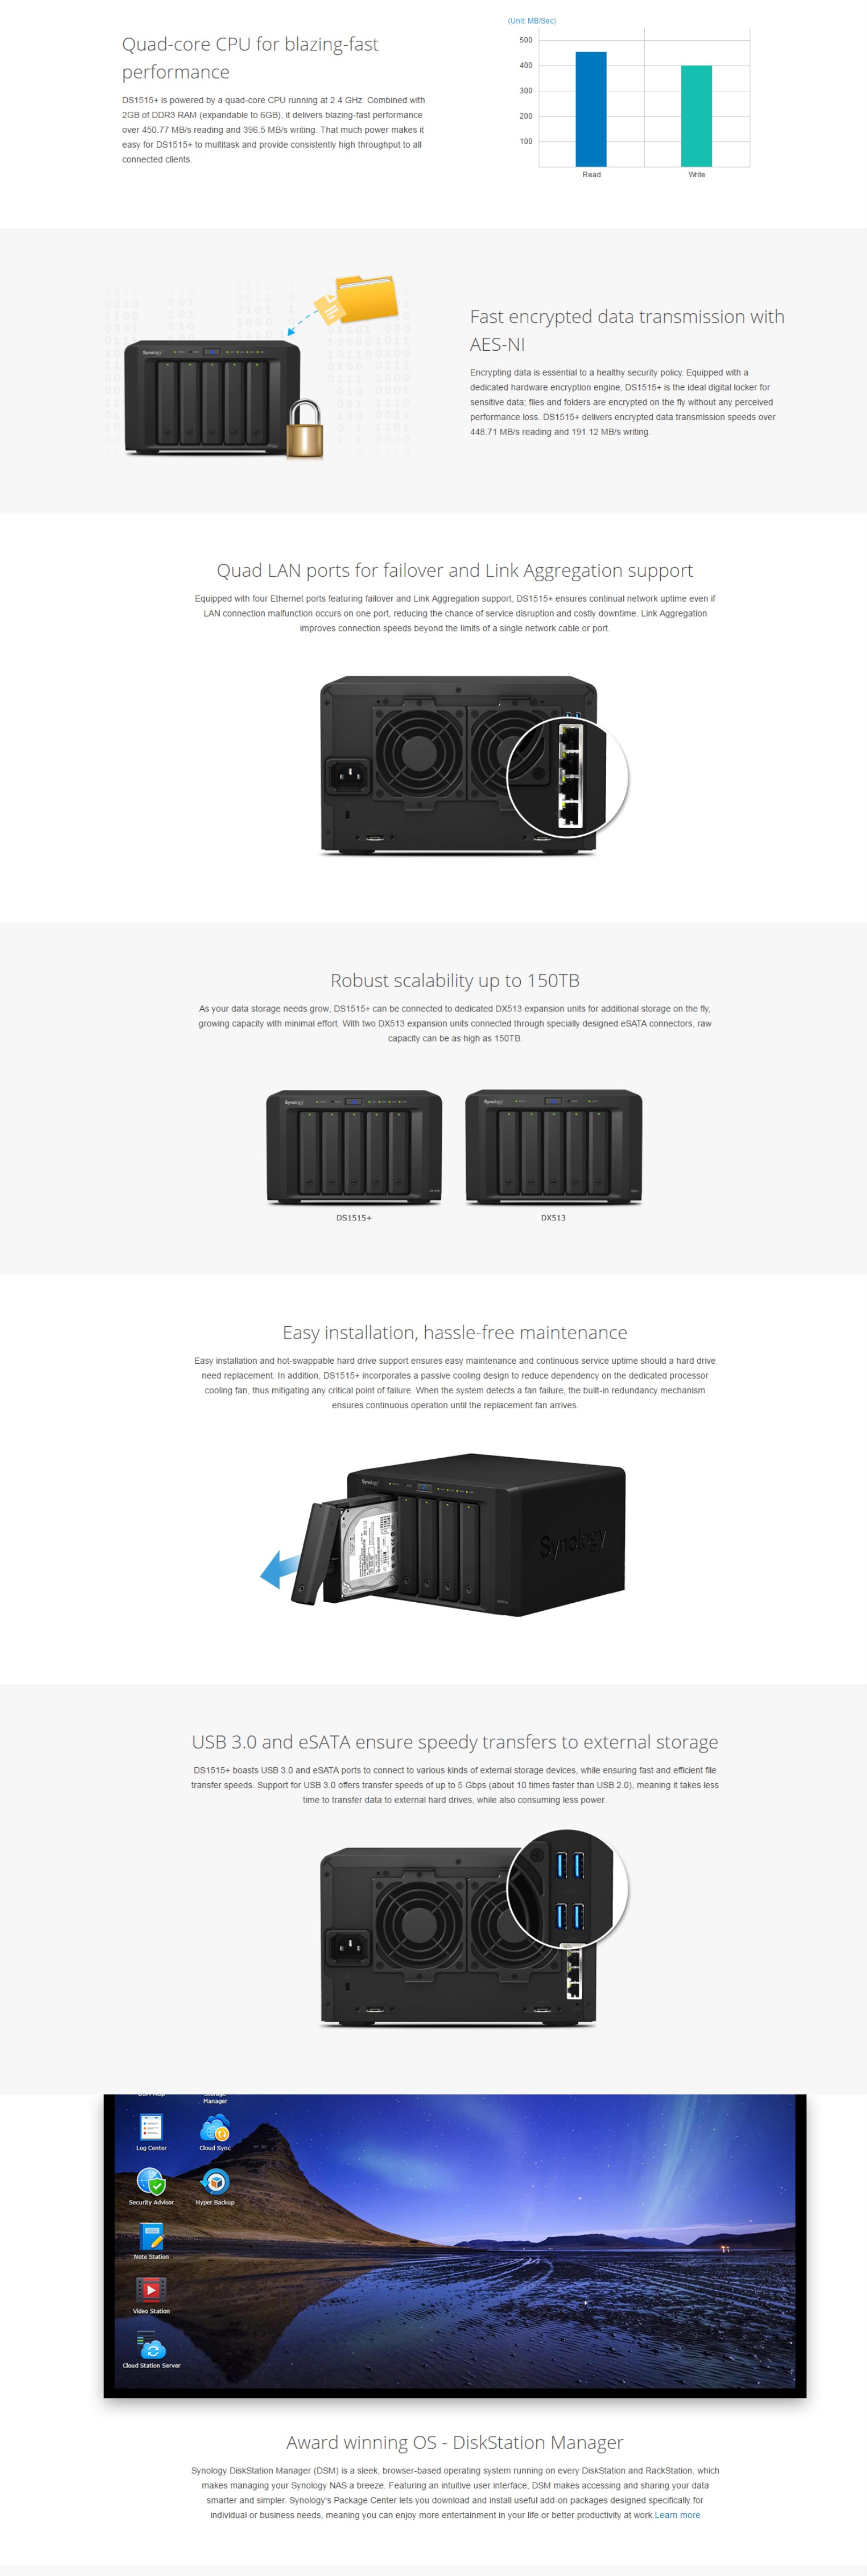 Quad-core CPU for blazing-fast
performance
DS1515+ is powered by a quad-core CPU running at 2.4 GHz. Combined with
2GB of DDR3 RAM (expandable to 6GB), it delivers blazing-fast performance
over 450.77 MB/s reading and 396.5 MB/s writing. That much power makes it
easy for DS1515+ to multitask and provide consistently high throughput to all
connected clients.
(Unit: MB/Sec)
500
400
300
200
100
Read
Write
Synology
Fast encrypted data transmission with
AES-NI
Encrypting data is essential to a healthy security policy. Equipped with a
dedicated hardware encryption engine, DS1515+ is the ideal digital locker for
sensitive data; files and folders are encrypted on the fly without any perceived
performance loss. DS1515+ delivers encrypted data transmission speeds over
448.71 MB/s reading and 191.12 MB/s writing.
Quad LAN ports for failover and Link Aggregation support
Equipped with four Ethernet ports featuring failover and Link Aggregation support, DS1515+ ensures continual network uptime even if
LAN connection malfunction occurs on one port, reducing the chance of service disruption and costly downtime. Link Aggregation
improves connection speeds beyond the limits of a single network cable or port.
Robust scalability up to 150TB
As your data storage needs grow, DS1515+ can be connected to dedicated DX513 expansion units for additional storage on the fly,
growing capacity with minimal effort. With two DX513 expansion units connected through specially designed eSATA connectors, raw
capacity can be as high as 150TB.
Synology
Synology
DS1515+
DX513
Easy installation, hassle-free maintenance
Easy installation and hot-swappable hard drive support ensures easy maintenance and continuous service uptime should a hard drive
need replacement. In addition, DS1515+ incorporates a passive cooling design to reduce dependency on the dedicated processor
cooling fan, thus mitigating any critical point of failure. When the system detects a fan failure, the built-in redundancy mechanism
ensures continuous operation until the replacement fan arrives.
Synology
Synology
USB 3.0 and eSATA ensure speedy transfers to external storage
DS1515+ boasts USB 3.0 and eSATA ports to connect to various kinds of external storage devices, while ensuring fast and efficient file
transfer speeds. Support for USB 3.0 offers transfer speeds of up to 5 Gbps (about 10 times faster than USB 2.0), meaning it takes less
time to transfer data to external hard drives, while also consuming less power.
Manager
Log Center
Cloud Sync
Security Advisor
Hyper Backup
Note Station
Video Station
Cloud Station Server
Award winning OS - DiskStation Manager
Synology DiskStation Manager (DSM) is a sleek, browser-based operating system running on every DiskStation and RackStation, which
makes managing your Synology NAS a breeze. Featuring an intuitive user interface, DSM makes accessing and sharing your data
smarter and simpler. Synology's Package Center lets you download and install useful add-on packages designed specifically for
individual or business needs, meaning you can enjoy more entertainment in your life or better productivity at work.Learn more